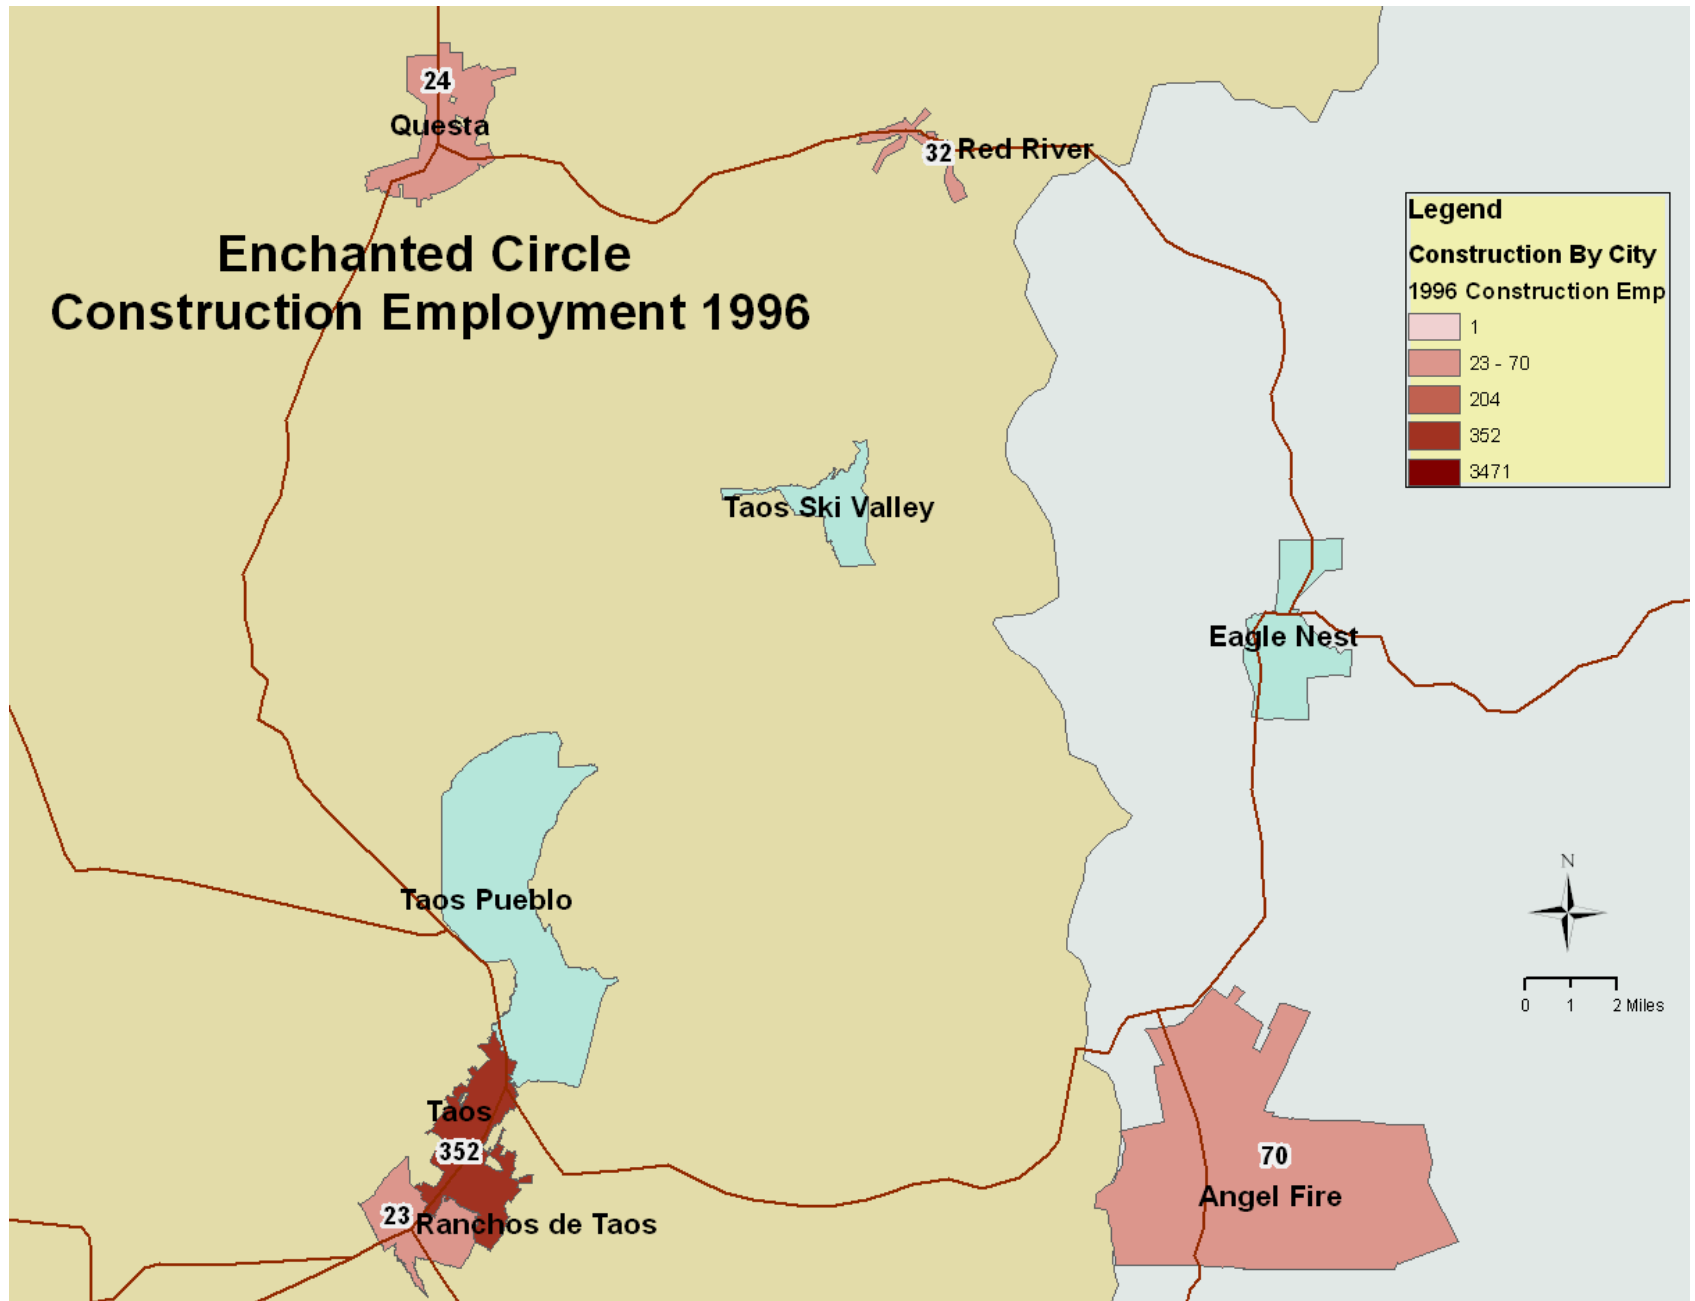 24
Questa
32 Red River
Enchanted Circle
Construction Employment 1996
Legend
Construction By City
1996 Construction Emp
1
23 - 70
204
352
3471
Taos Ski Valley
Eagle Nest
Taos Pueblo
N
0 1 2 Miles
Taos
352
70
Angel Fire
23 Ranchos de Taos